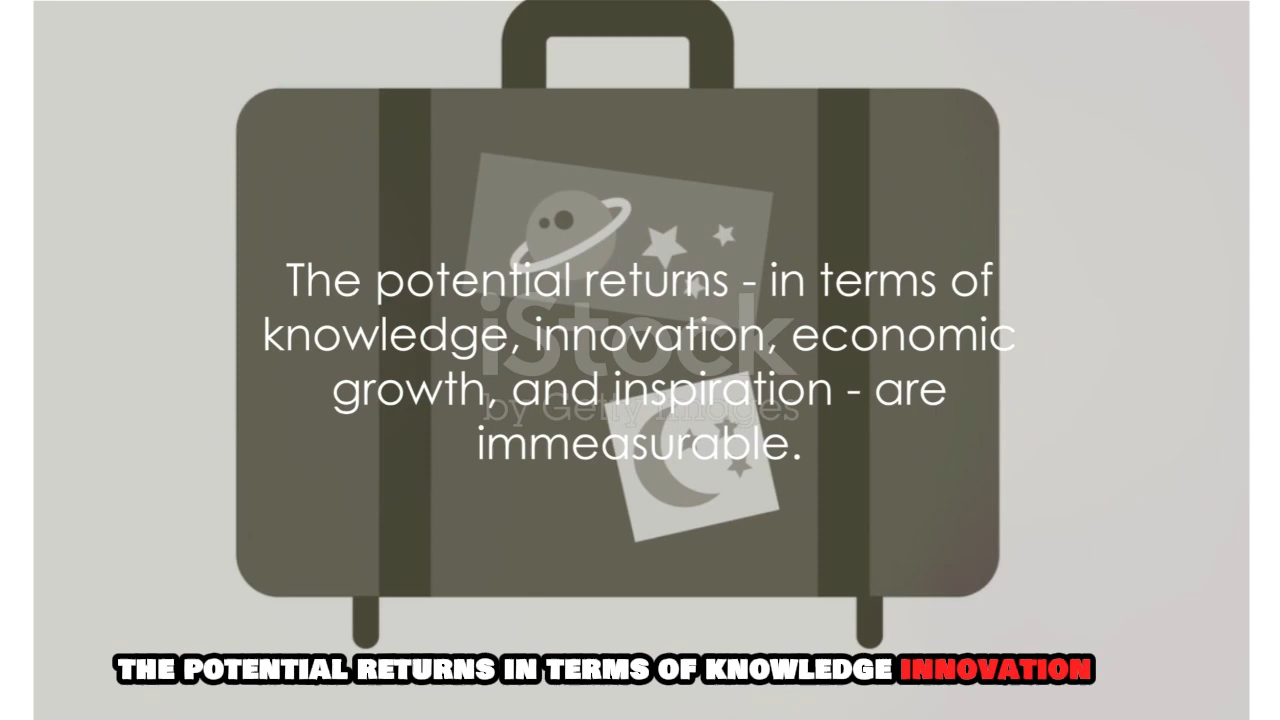 The potential returns - in terms of
knowledge, innovation, economic
growth, and inspiration - are
immeasurable.
iStock
by Getty Images
THE POTENTIAL RETURNS IN TERMS OF KNOWLEDGE INNOVATION